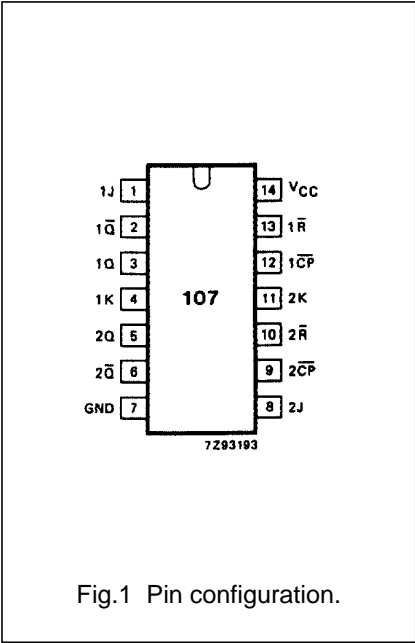 1J 1 14 VCC
1Q̅ 2 13 1R̅
1Q 3 12 1C̅P̅
1K 4 107 11 2K
2Q 5 10 2R̅
2Q̅ 6 9 2C̅P̅
GND 7 8 2J
7Z93193
Fig.1 Pin configuration.